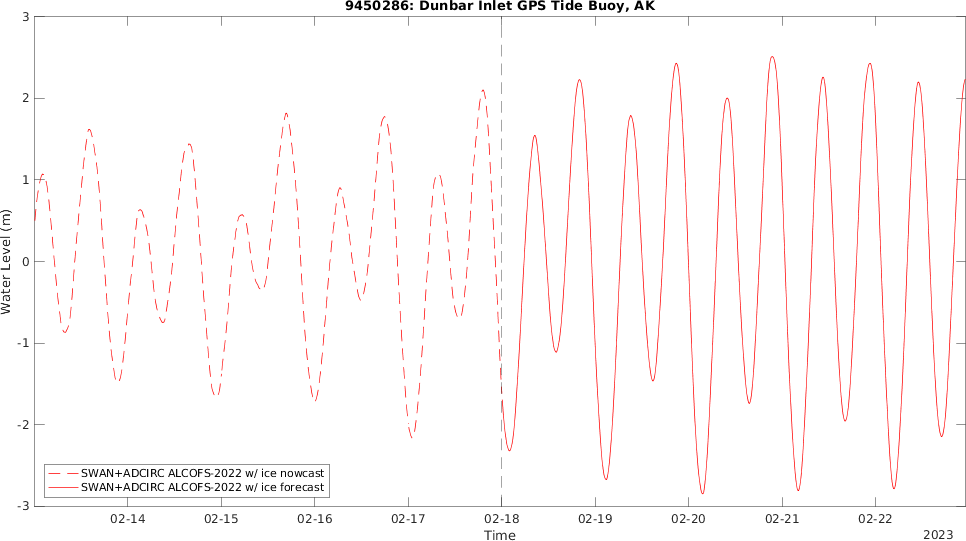 9450286: Dunbar Inlet GPS Tide Buoy, AK
3
2
1
0
-1
-2
-3
Water Level (m)
SWAN+ADCIRC ALCOFS-2022 w/ ice nowcast
SWAN+ADCIRC ALCOFS-2022 w/ ice forecast
02-14 02-15 02-16 02-17 02-18 02-19 02-20 02-21 02-22
Time
2023